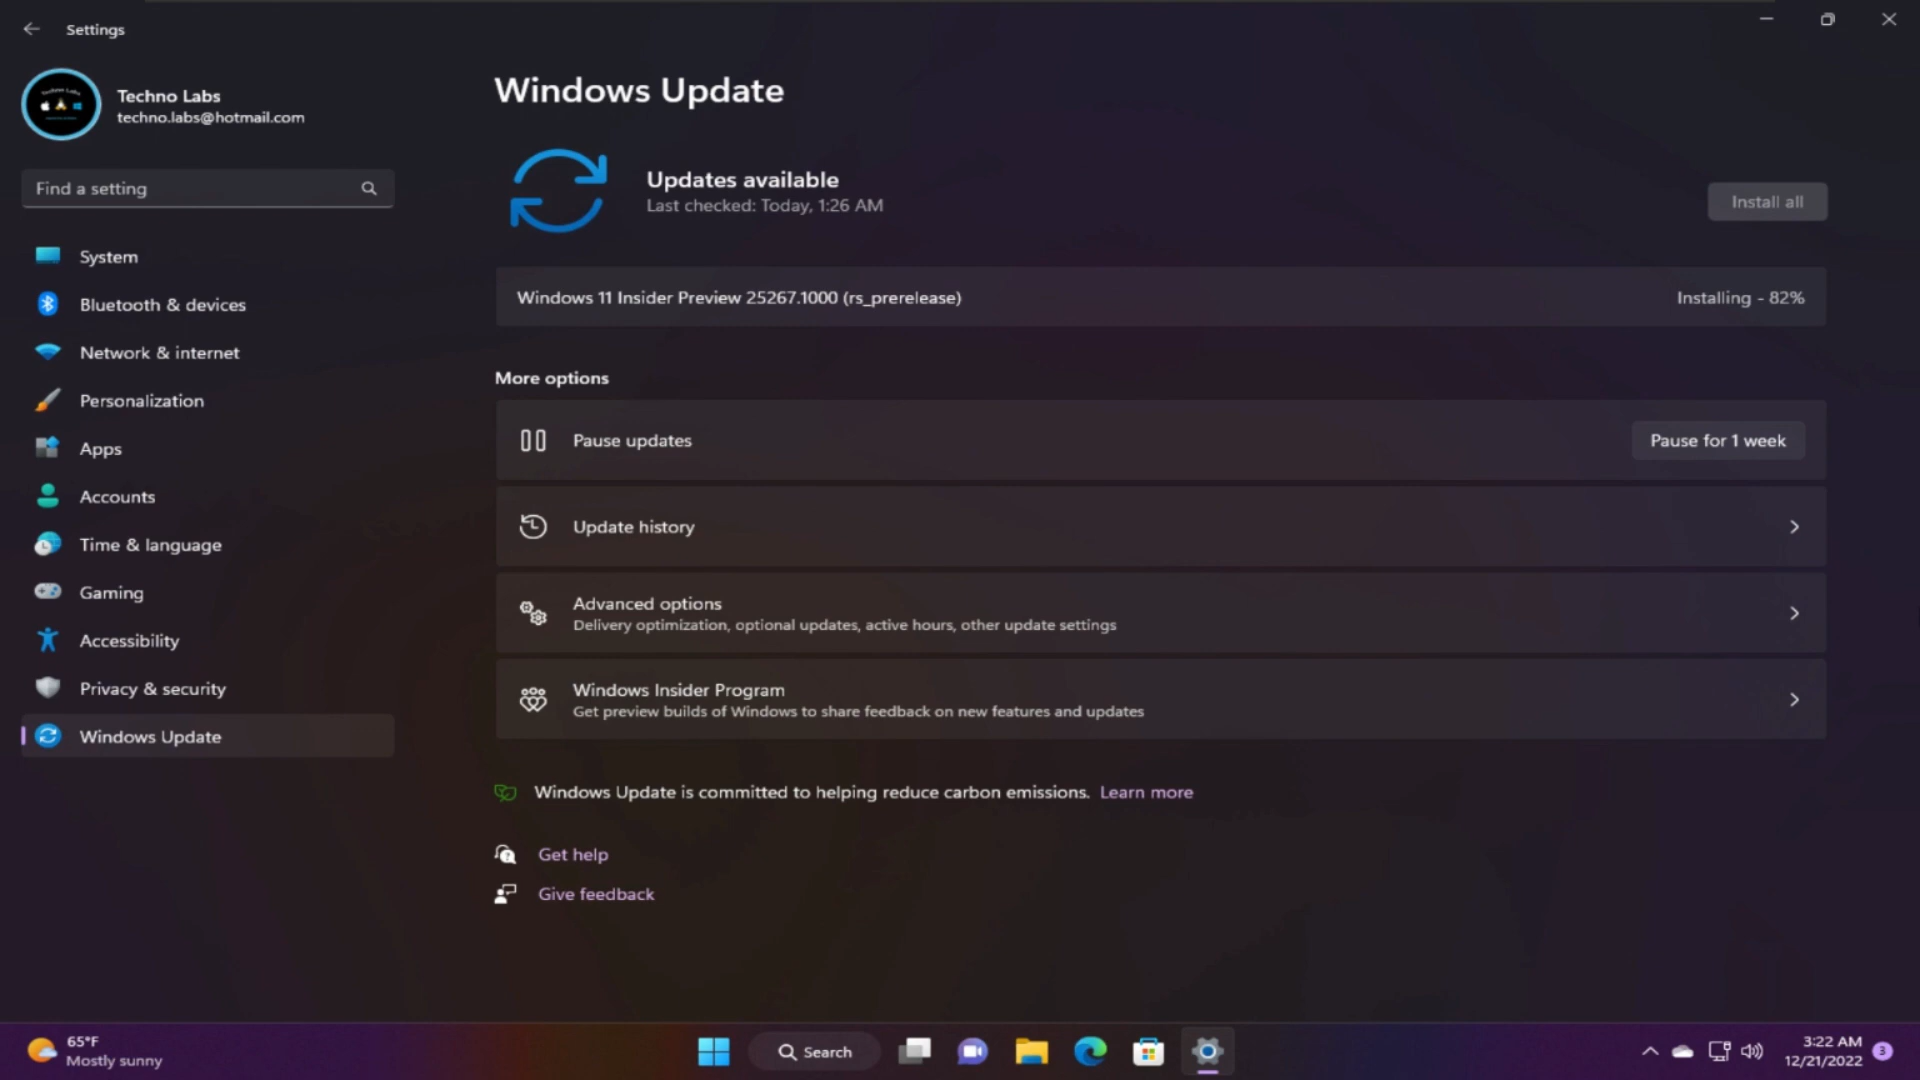 Settings
Techno Labs
techno.labs@hotmail.com
Find a setting
System
Bluetooth & devices
Network & internet
Personalization
Apps
Accounts
Time & language
Gaming
Accessibility
Privacy & security
Windows Update
Windows Update
Updates available
Last checked: Today, 1:26 AM
Install all
Windows 11 Insider Preview 25267.1000 (rs_prerelease)
Installing - 82%
More options
Pause updates
Pause for 1 week
Update history
Advanced options
Delivery optimization, optional updates, active hours, other update settings
Windows Insider Program
Get preview builds of Windows to share feedback on new features and updates
Windows Update is committed to helping reduce carbon emissions. Learn more
Get help
Give feedback
65°F
Mostly sunny
Search
3:22 AM
12/21/2022
3